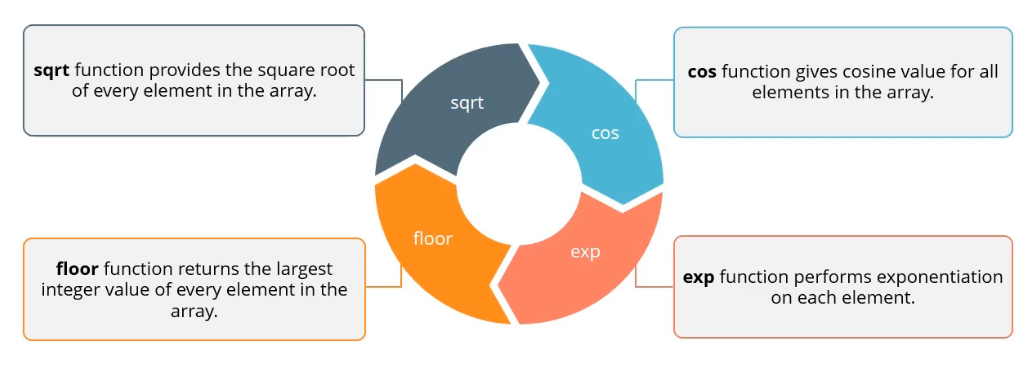 sqrt function provides the square root
of every element in the array.
sqrt
cos
cos function gives cosine value for all
elements in the array.
floor
exp
floor function returns the largest
integer value of every element in the
array.
exp function performs exponentiation
on each element.